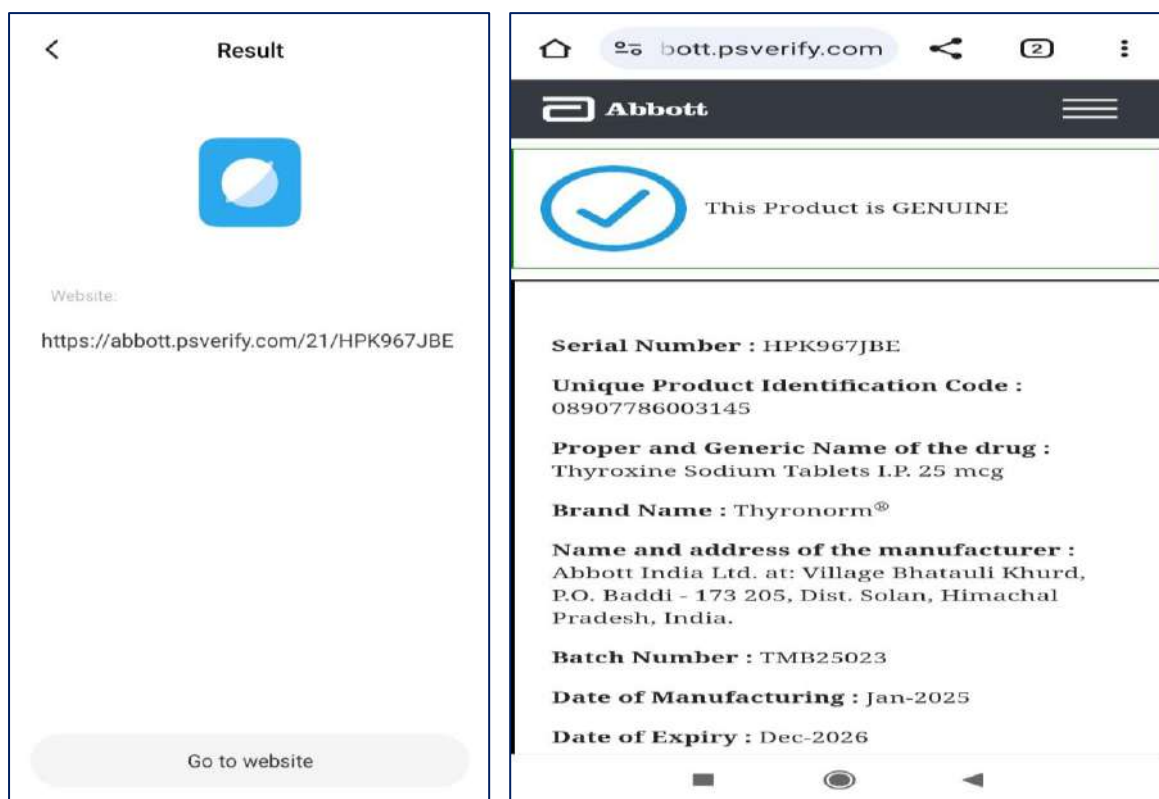 Result
Website:
https://abbott.psverify.com/21/HPK967JBE
Go to website
bott.psverify.com
2
Abbott
This Product is GENUINE
Serial Number : HPK967JBE
Unique Product Identification Code :
08907786003145
Proper and Generic Name of the drug :
Thyroxine Sodium Tablets I.P. 25 mcg
Brand Name : Thyronorm®
Name and address of the manufacturer :
Abbott India Ltd. at: Village Bhatauli Khurd,
P.O. Baddi - 173 205, Dist. Solan, Himachal
Pradesh, India.
Batch Number : TMB25023
Date of Manufacturing : Jan-2025
Date of Expiry : Dec-2026